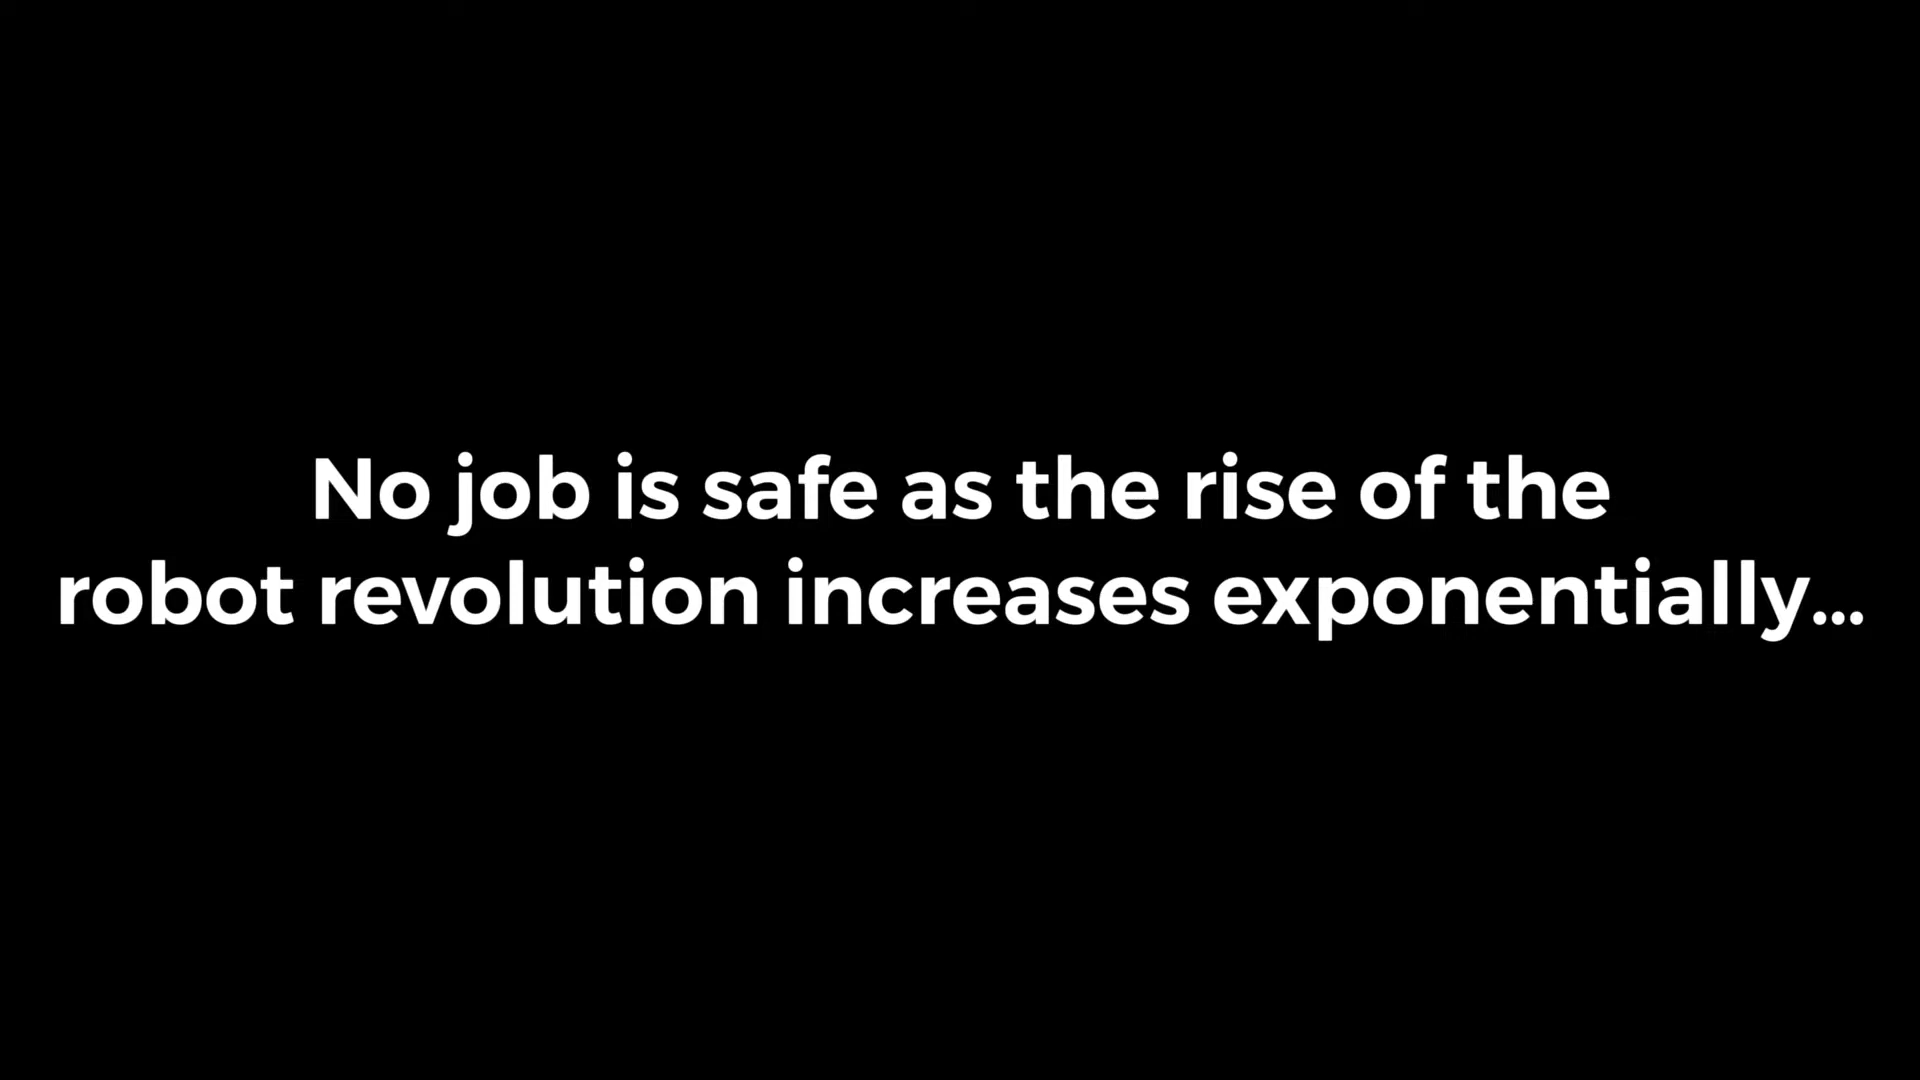 No job is safe as the rise of the
robot revolution increases exponentially...